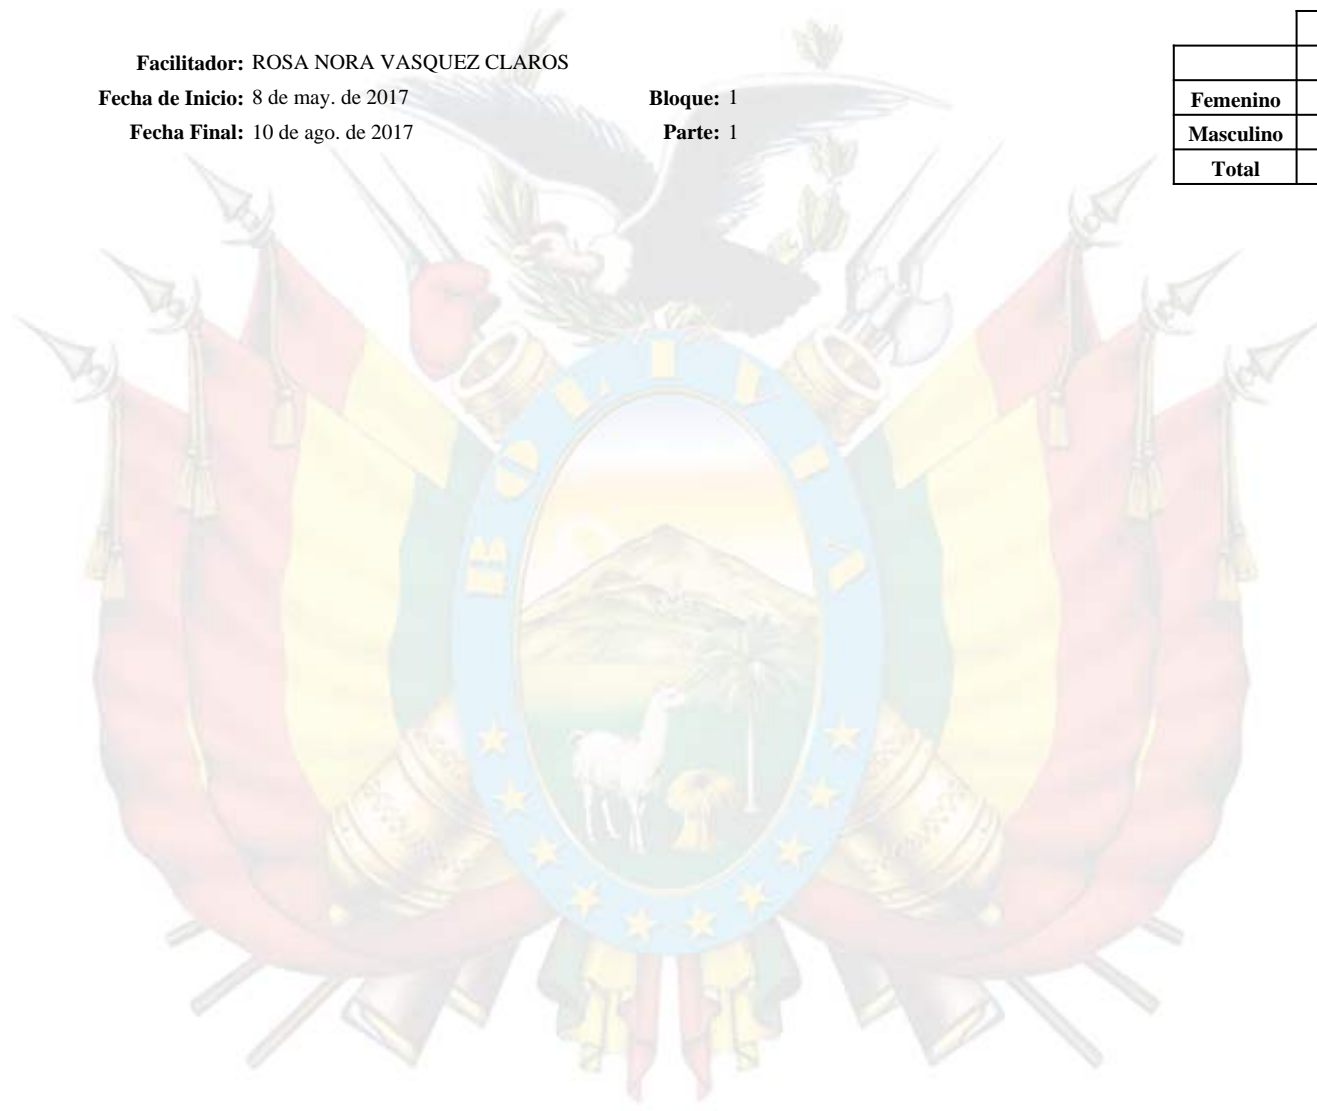 Facilitador: ROSA NORA VASQUEZ CLAROS
Fecha de Inicio: 8 de may. de 2017 Bloque: 1
Fecha Final: 10 de ago. de 2017 Parte: 1
Femenino
Masculino
Total
BOLIVIA